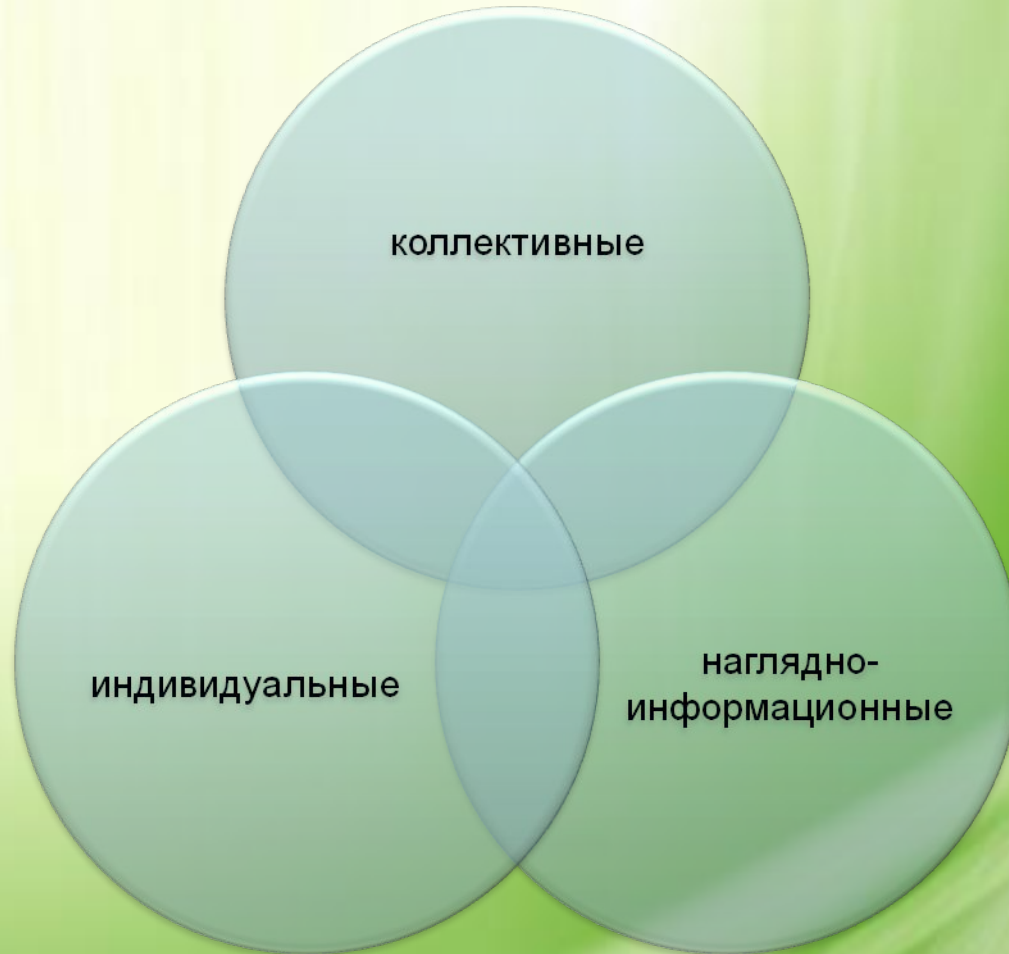 коллективные
индивидуальные
наглядно-
информационные